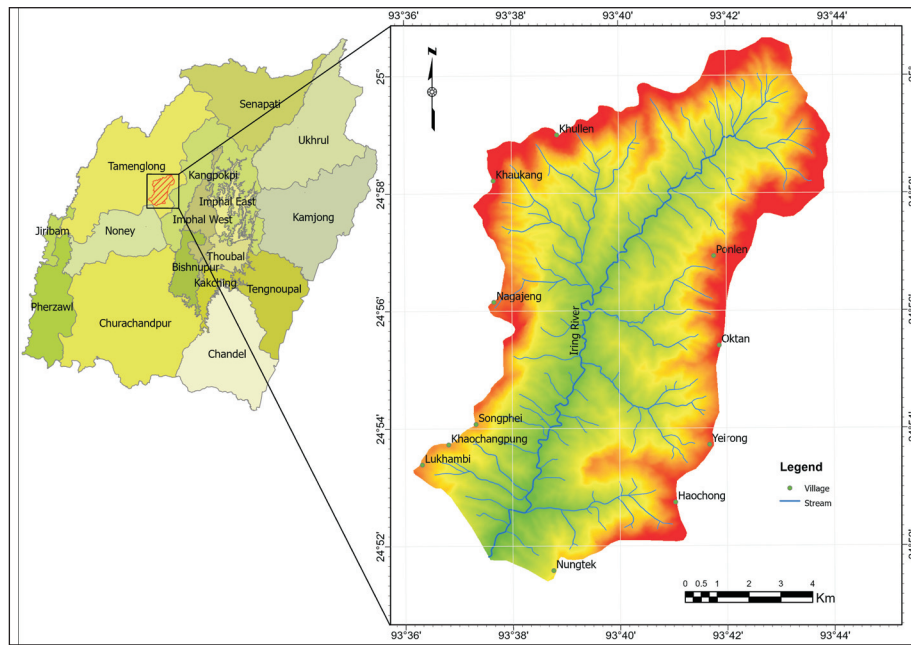 Senapati
Ukhrul
Tamenglong
Kangpokpi
Imphal East
Imphal West
Kamjong
Jiribam
Noney
Thoubal
Bishnupur
Kakching
Tengnoupal
Pherzawl
Churachandpur
Chandel
93°36'
93°38'
93°40'
93°42'
93°44'
25°
25°
24°58'
24°58'
24°56'
24°54'
24°52'
93°36'
93°38'
93°40'
93°42'
93°44'
N
Khullen
Khaukang
Ponlen
Nagajeng
Iring River
Oktan
Songphei
Khaochangpung
Yeirong
Lukhambi
Haochong
Nungtek
Legend
Village
Stream
0 0.5 1 2 3 4
Km